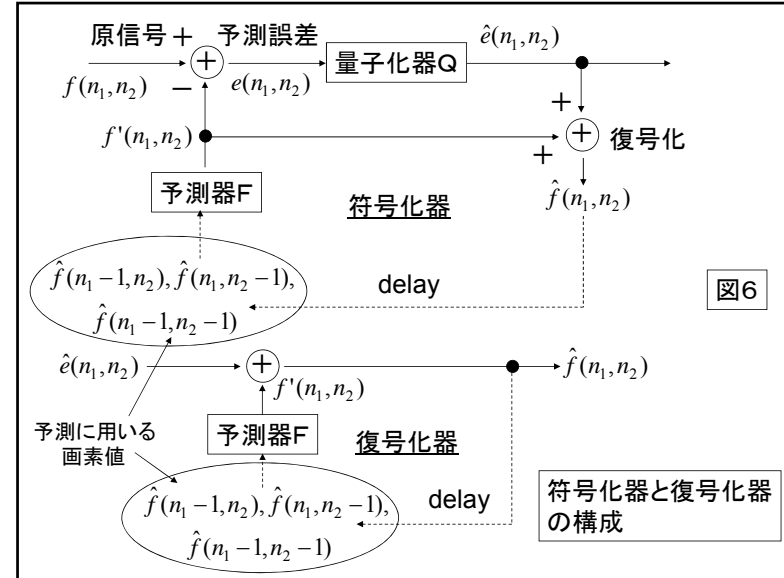 原信号 + 予測誤差 量子化器Q ê(n₁,n₂)
f(n₁,n₂) − e(n₁,n₂)
+
f'(n₁,n₂) + 復号化
予測器F 符号化器 f̂(n₁,n₂)
f̂(n₁−1,n₂), f̂(n₁,n₂−1),
f̂(n₁−1,n₂−1)
delay
図6
ê(n₁,n₂) + f̂(n₁,n₂)
f'(n₁,n₂)
予測に用いる
画素値
予測器F 復号化器
f̂(n₁−1,n₂), f̂(n₁,n₂−1),
f̂(n₁−1,n₂−1)
delay
符号化器と復号化器
の構成